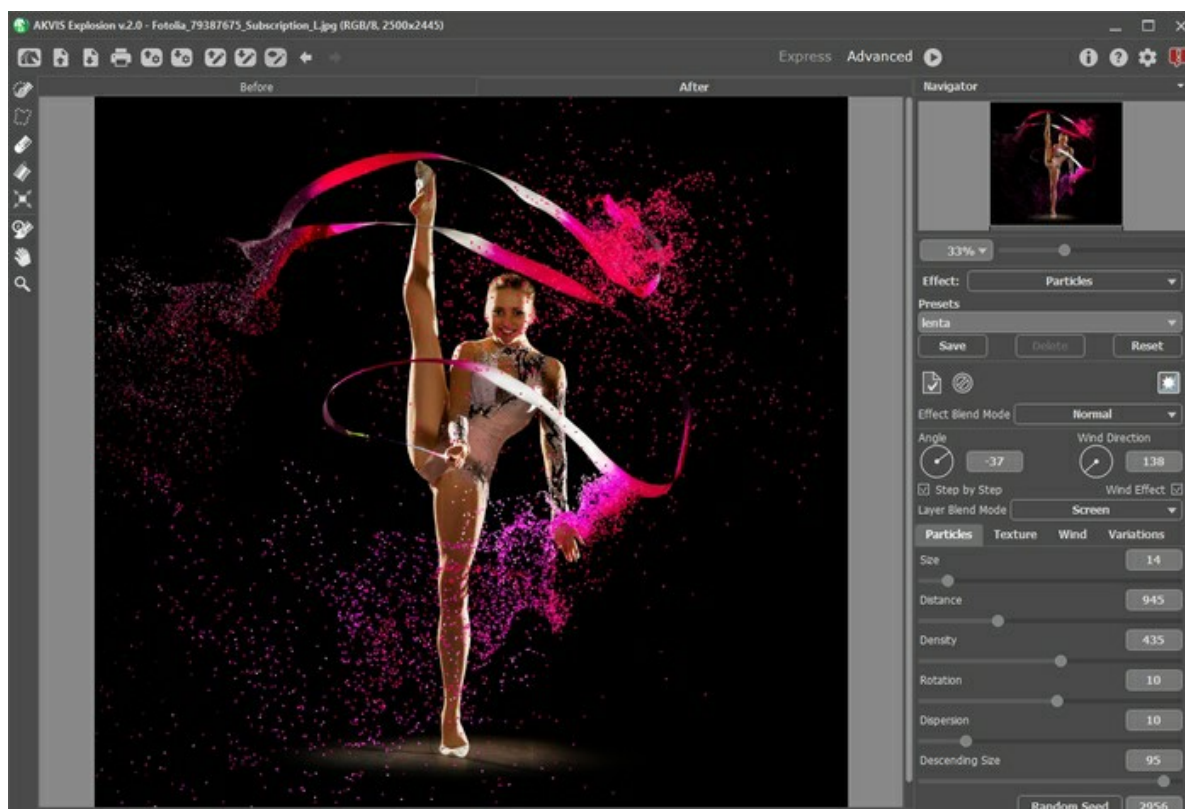 AKVIS Explosion v.2.0 - Fotolia_79387675_Subscription_L.jpg (RGB/8, 2500x2445)
Express Advanced
Before After
Navigator
33%
Effect: Particles
Presets
lenta
Save Delete Reset
Effect Blend Mode Normal
Angle Wind Direction
-37 138
Step by Step Wind Effect
Layer Blend Mode Screen
Particles Texture Wind Variations
Size 14
Distance 945
Density 435
Rotation 10
Dispersion 10
Descending Size 95
Random Seed 2956